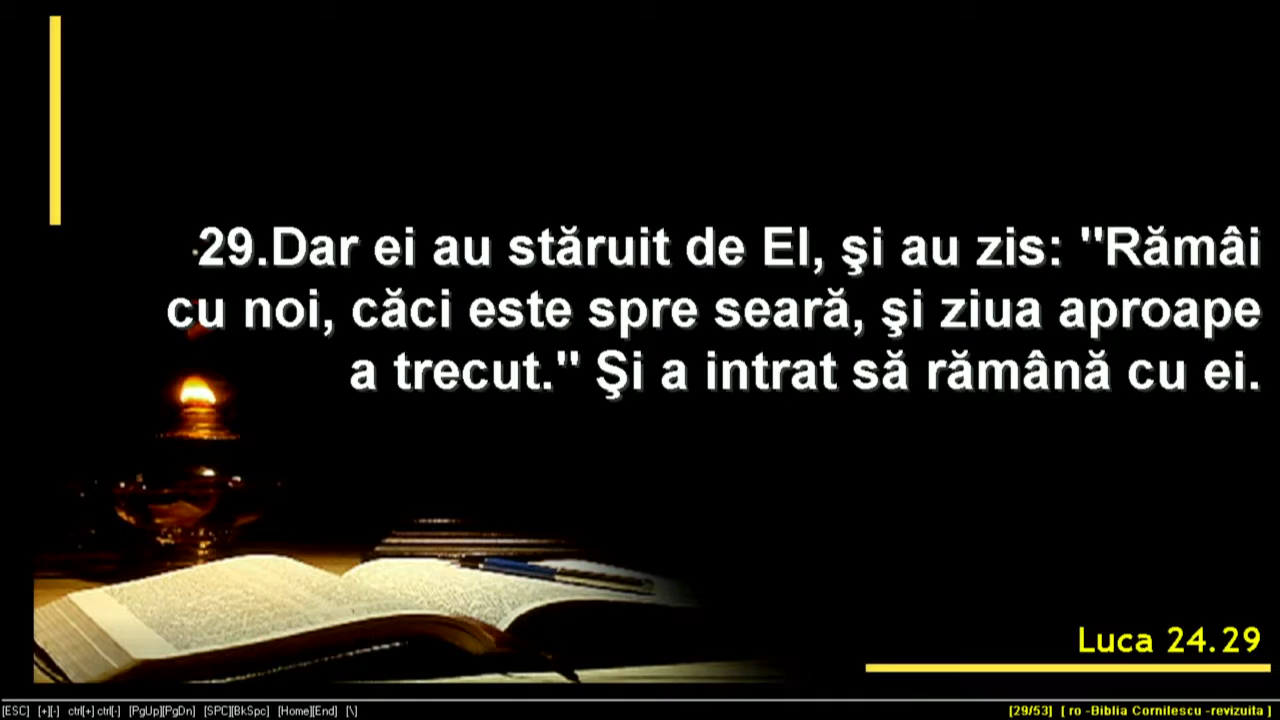 29.Dar ei au stăruit de El, şi au zis: "Rămâi
cu noi, căci este spre seară, şi ziua aproape
a trecut." Şi a intrat să rămână cu ei.
Luca 24.29
[ESC] [+][-] ctrl[+] ctrl[-] [PgUp][PgDn] [SPC][BkSpc] [Home][End] [\]
[29/53] [ ro -Biblia Cornilescu -revizuita ]